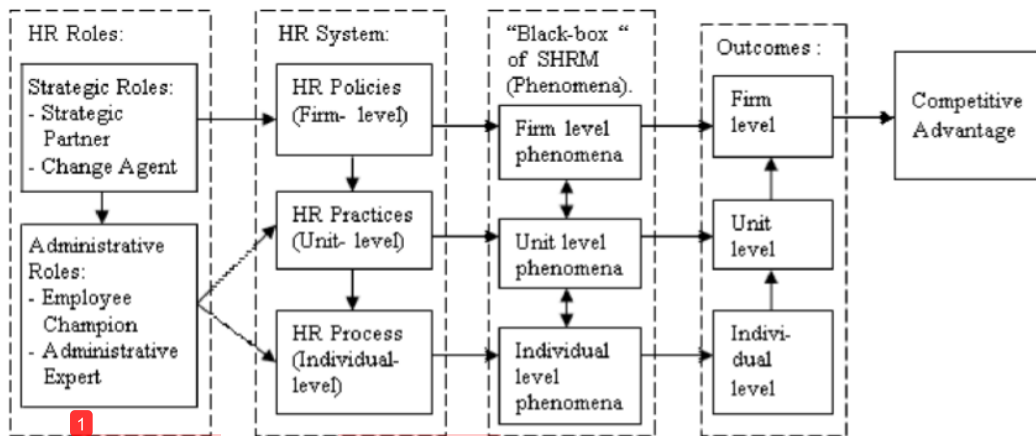 HR Roles:
Strategic Roles:
- Strategic
Partner
- Change Agent
Administrative
Roles:
- Employee
Champion
- Administrative
Expert
1
HR System:
HR Policies
(Firm- level)
HR Practices
(Unit- level)
HR Process
(Individual-
level)
“Black-box “
of SHRM
(Phenomena).
Firm level
phenomena
Unit level
phenomena
Individual
level
phenomena
Outcomes :
Firm
level
Unit
level
Indivi-
dual
level
Competitive
Advantage